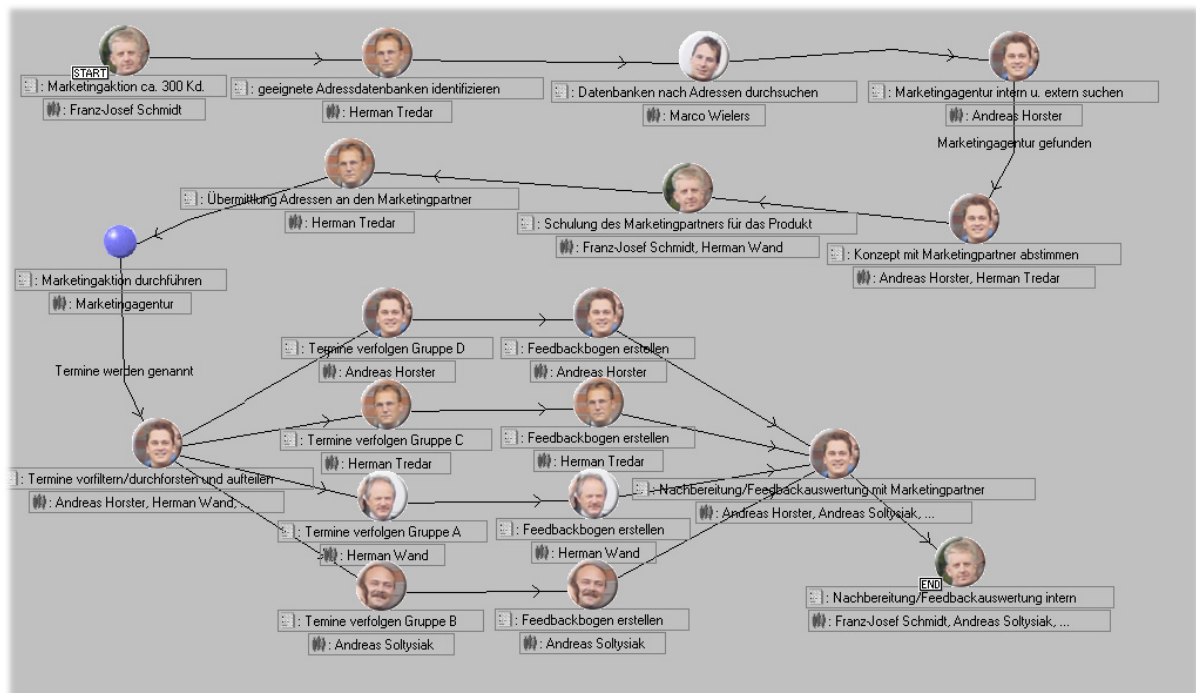 START
: Marketingaktion ca. 300 Kd.
: Franz-Josef Schmidt
: geeignete Adressdatenbanken identifizieren
: Herman Tredar
: Datenbanken nach Adressen durchsuchen
: Marco Wielers
: Marketingagentur intern u. extern suchen
: Andreas Horster
Marketingagentur gefunden
: Übermittlung Adressen an den Marketingpartner
: Herman Tredar
: Schulung des Marketingpartners für das Produkt
: Franz-Josef Schmidt, Herman Wand
: Konzept mit Marketingpartner abstimmen
: Andreas Horster, Herman Tredar
: Marketingaktion durchführen
: Marketingagentur
Termine werden genannt
: Termine verfolgen Gruppe D
: Andreas Horster
: Feedbackbogen erstellen
: Andreas Horster
: Termine verfolgen Gruppe C
: Herman Tredar
: Feedbackbogen erstellen
: Herman Tredar
: Termine vorfiltern/durchforsten und aufteilen
: Andreas Horster, Herman Wand, ...
: Nachbereitung/Feedbackauswertung mit Marketingpartner
: Andreas Horster, Andreas Soltysiak, ...
: Termine verfolgen Gruppe A
: Herman Wand
: Feedbackbogen erstellen
: Herman Wand
: Temine verfolgen Gruppe B
: Andreas Soltysiak
: Feedbackbogen erstellen
: Andreas Soltysiak
END
: Nachbereitung/Feedbackauswertung intern
: Franz-Josef Schmidt, Andreas Soltysiak, ...